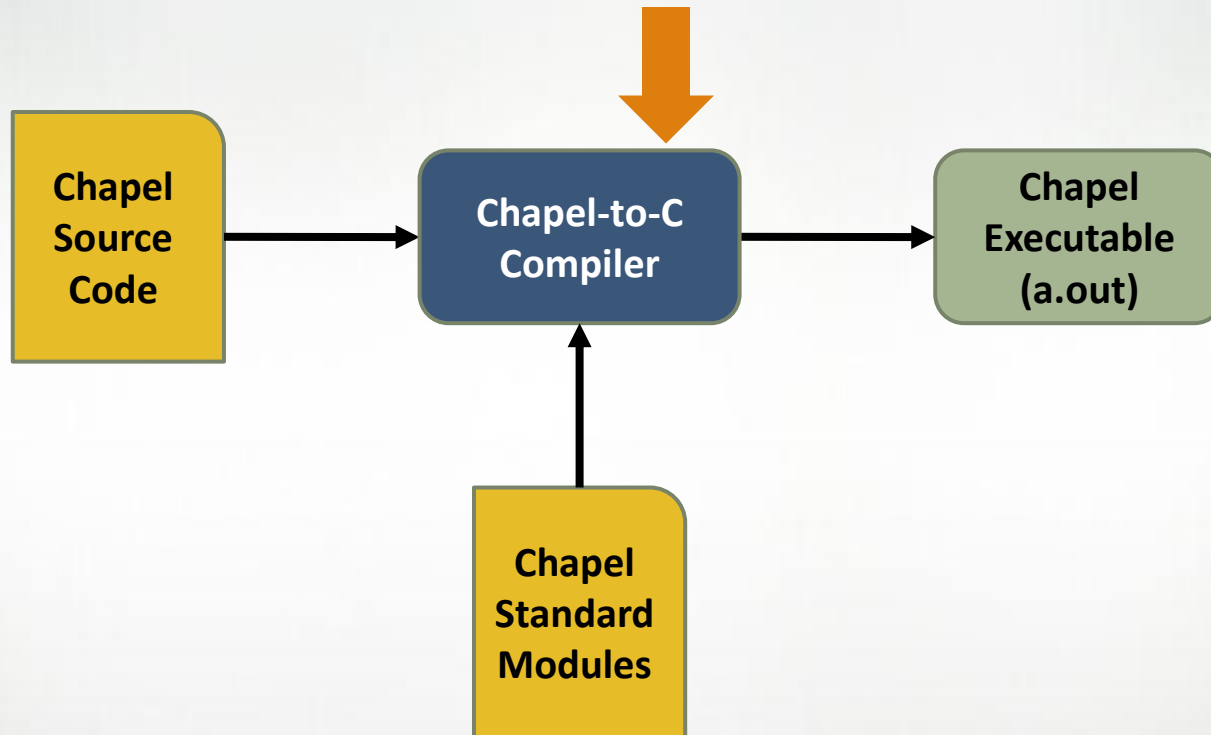 Chapel
Source
Code
Chapel-to-C
Compiler
Chapel
Executable
(a.out)
Chapel
Standard
Modules